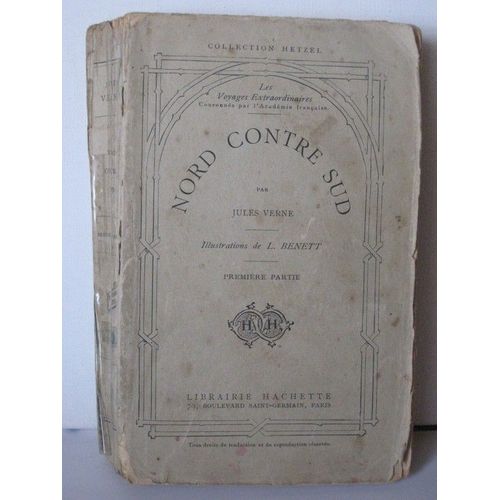 COLLECTION HETZEL
Les
Voyages Extraordinaires
Couronnés par l'Académie française.
NORD CONTRE SUD
PAR
JULES VERNE
Illustrations de L. BENETT
PREMIÈRE PARTIE
H H
LIBRAIRIE HACHETTE
79, BOULEVARD SAINT-GERMAIN, PARIS
Tous droits de traduction et de reproduction réservés.